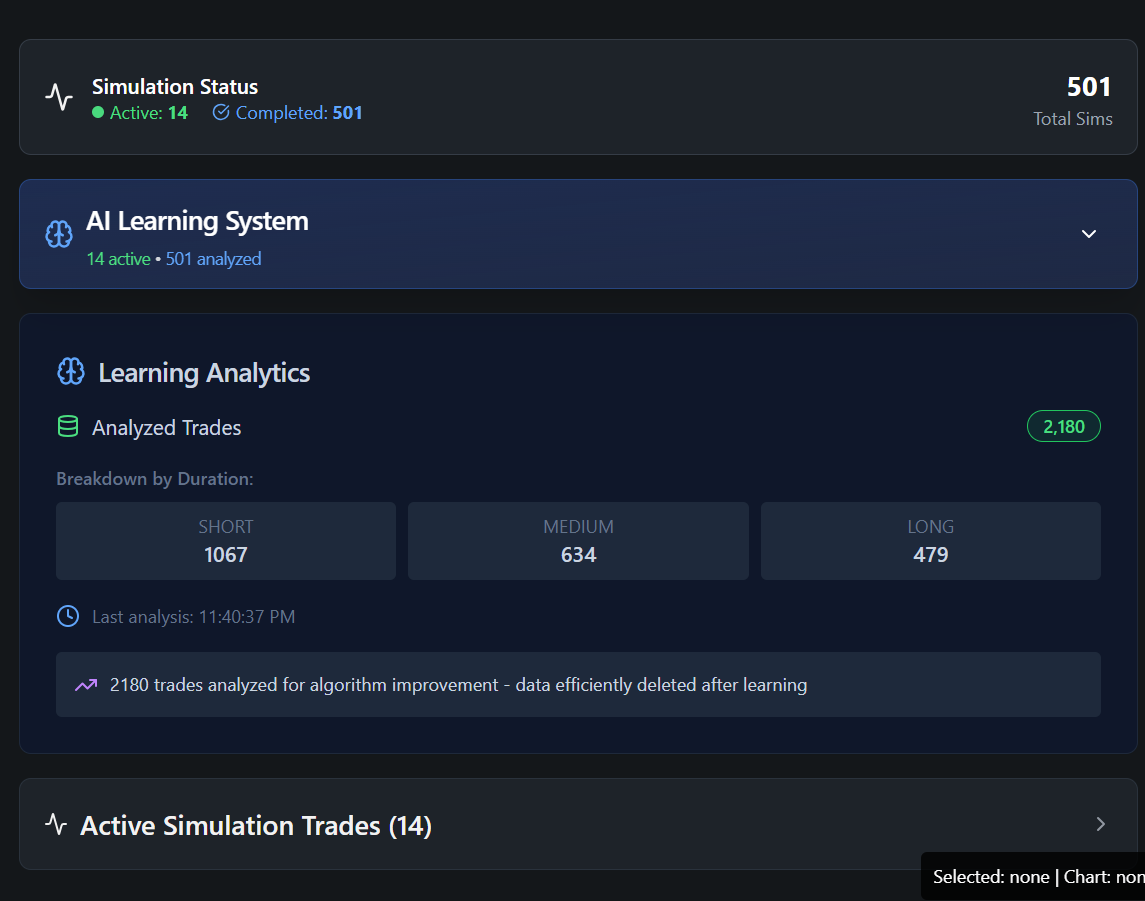 Simulation Status
Active: 14 Completed: 501
501
Total Sims
AI Learning System
14 active • 501 analyzed
Learning Analytics
Analyzed Trades
2,180
Breakdown by Duration:
SHORT
1067
MEDIUM
634
LONG
479
Last analysis: 11:40:37 PM
2180 trades analyzed for algorithm improvement - data efficiently deleted after learning
Active Simulation Trades (14)
Selected: none | Chart: non